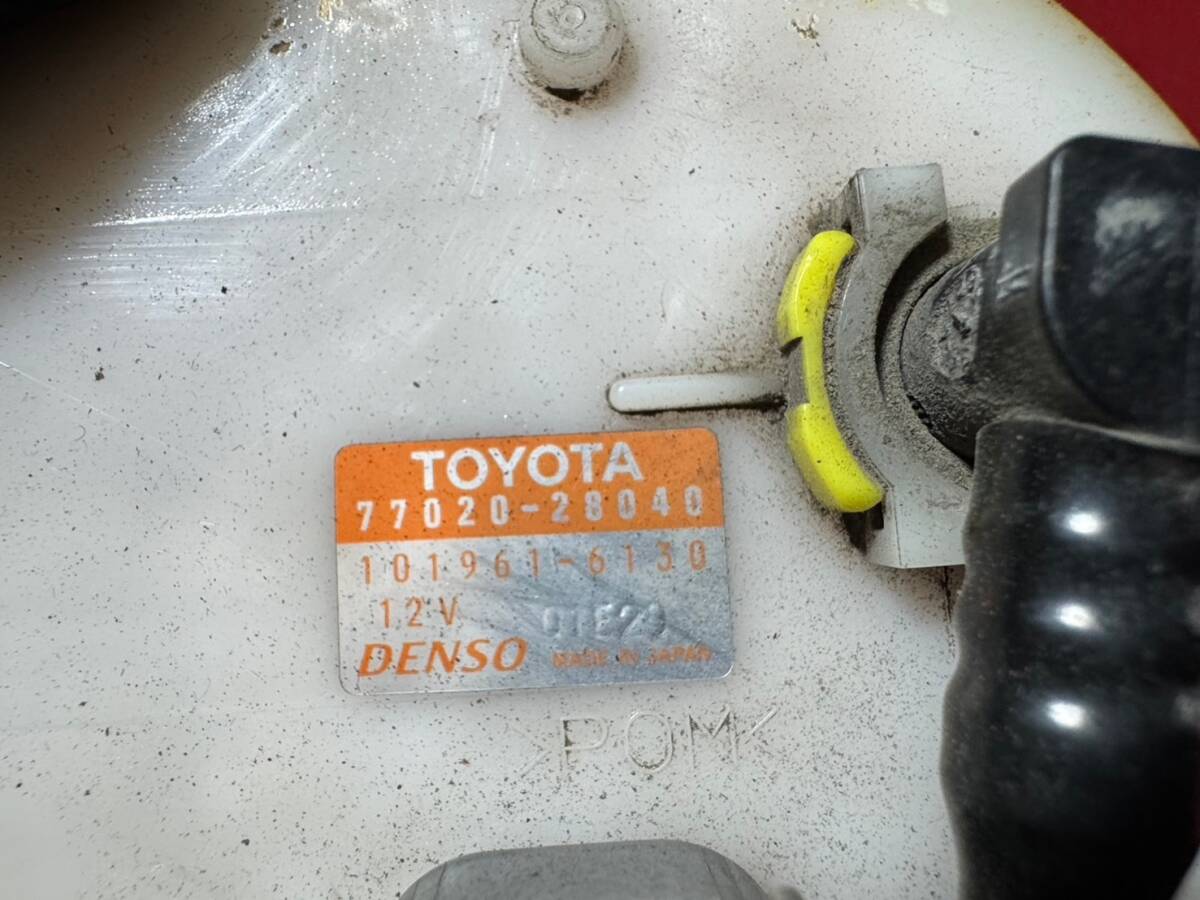 TOYOTA
77020-28040
101961-6130
12V
DENSO MADE IN JAPAN
>POM<